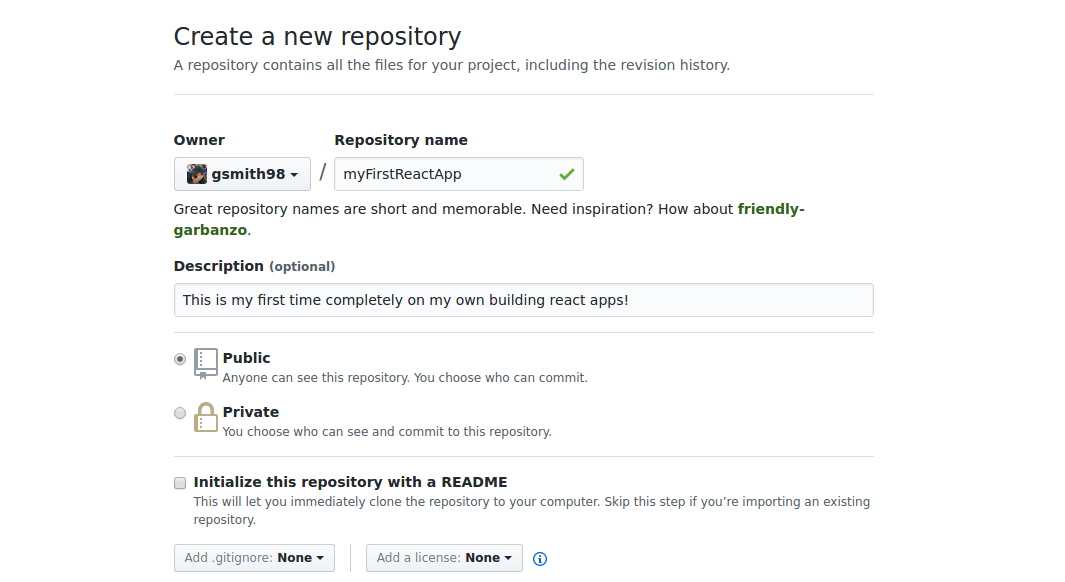 Create a new repository
A repository contains all the files for your project, including the revision history.
Owner
Repository name
gsmith98 / myFirstReactApp
Great repository names are short and memorable. Need inspiration? How about friendly-
garbanzo.
Description (optional)
This is my first time completely on my own building react apps!
Public
Anyone can see this repository. You choose who can commit.
Private
You choose who can see and commit to this repository.
Initialize this repository with a README
This will let you immediately clone the repository to your computer. Skip this step if you’re importing an existing
repository.
Add .gitignore: None
Add a license: None